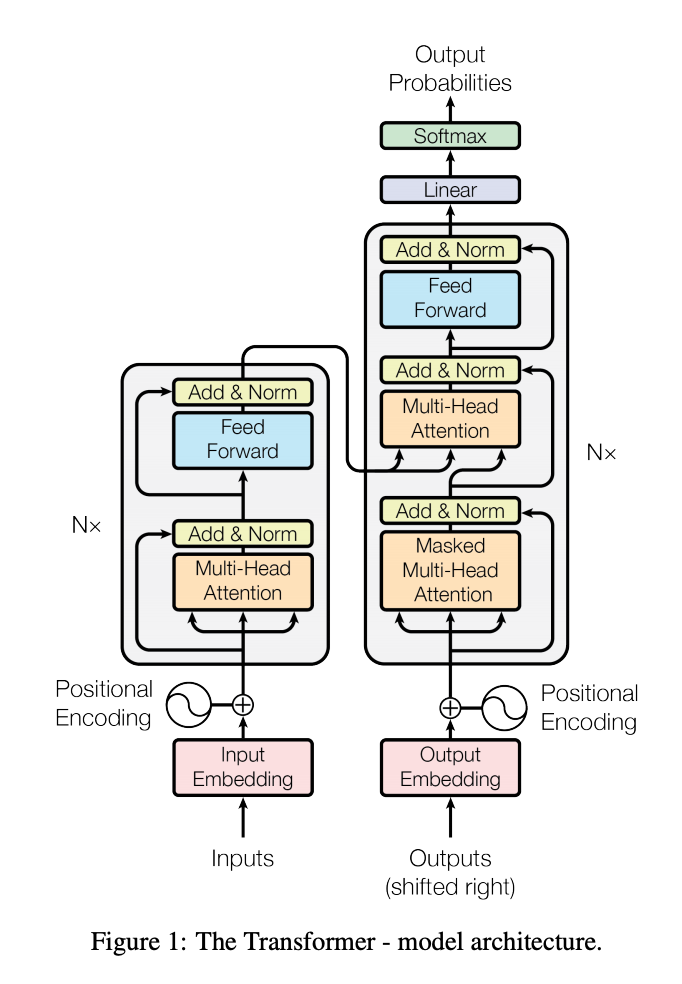 Output
Probabilities
Softmax
Linear
Add & Norm
Feed
Forward
Add & Norm
Multi-Head
Attention
Add & Norm
Masked
Multi-Head
Attention
N×
Add & Norm
Feed
Forward
Add & Norm
Multi-Head
Attention
N×
Positional
Encoding
Positional
Encoding
Input
Embedding
Output
Embedding
Inputs
Outputs
(shifted right)
Figure 1: The Transformer - model architecture.